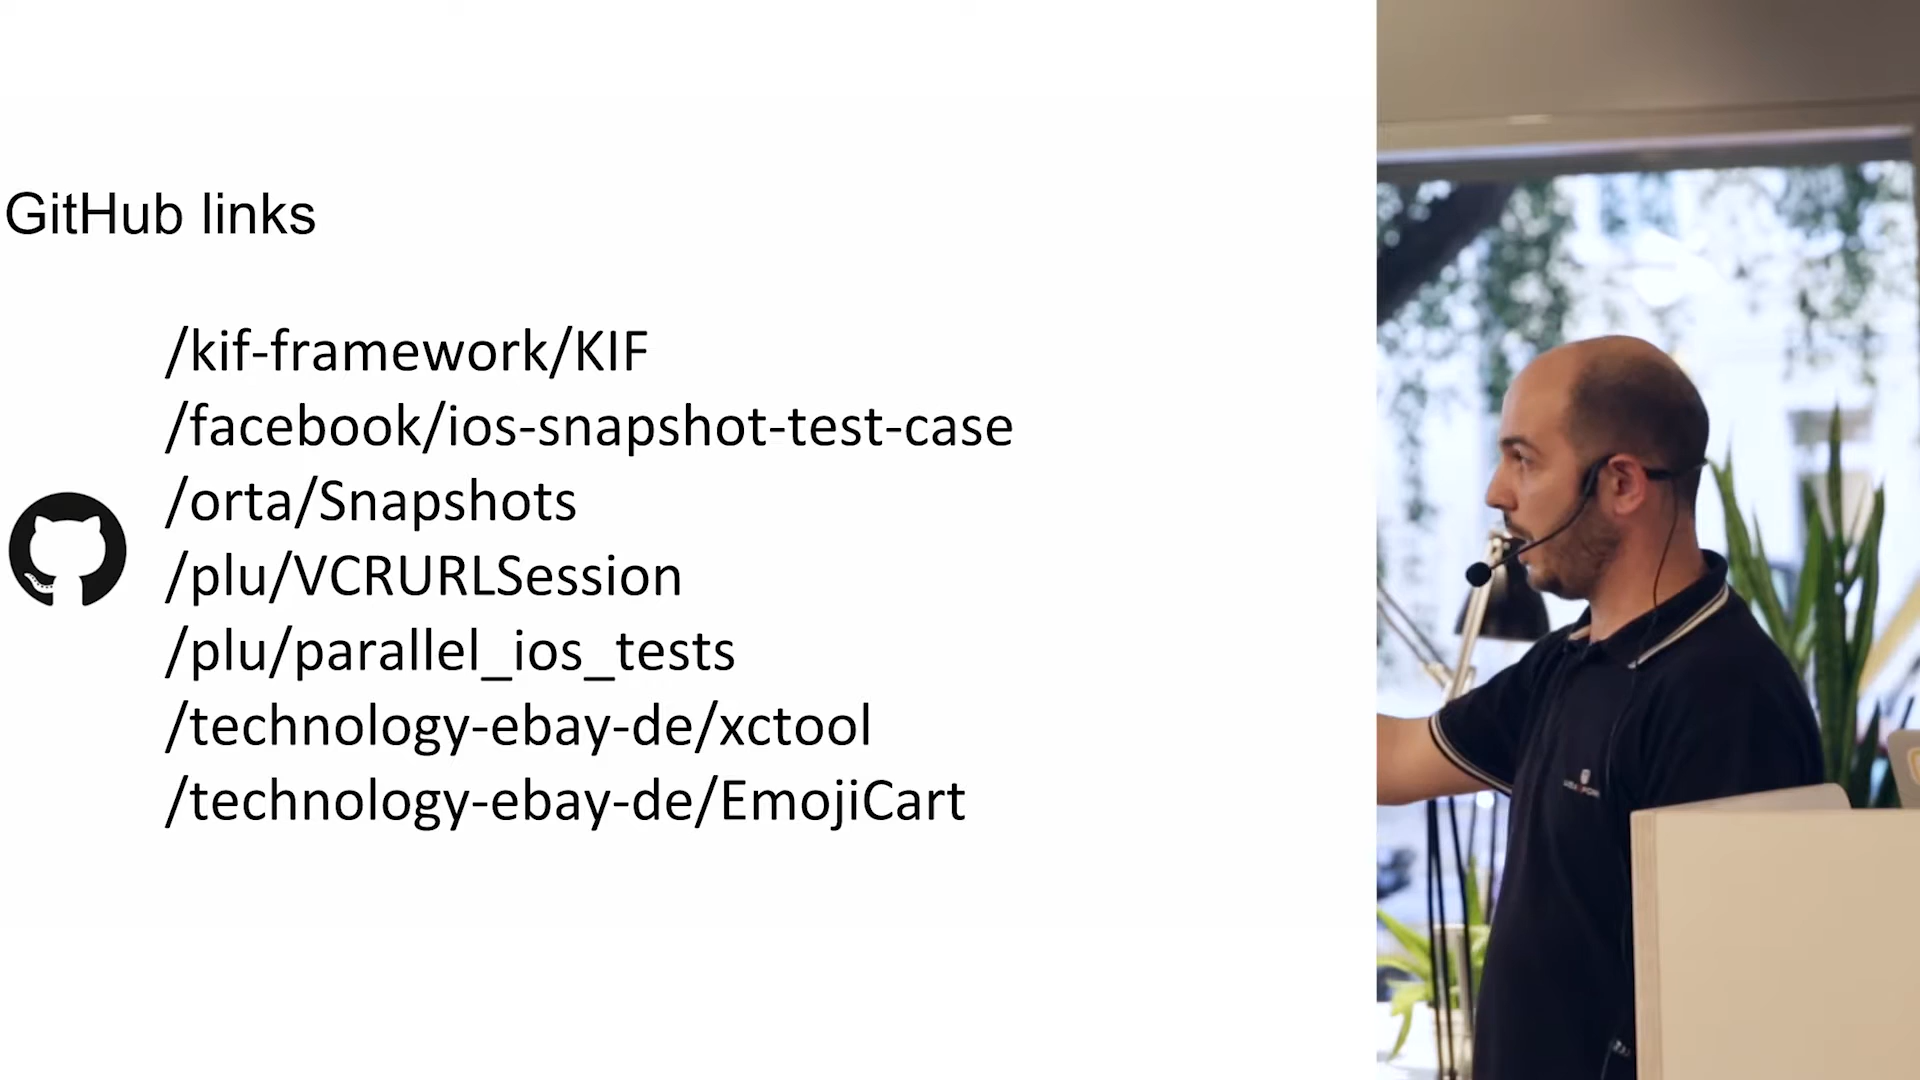 GitHub links
/kif-framework/KIF
/facebook/ios-snapshot-test-case
/orta/Snapshots
/plu/VCRURLSession
/plu/parallel_ios_tests
/technology-ebay-de/xctool
/technology-ebay-de/EmojiCart